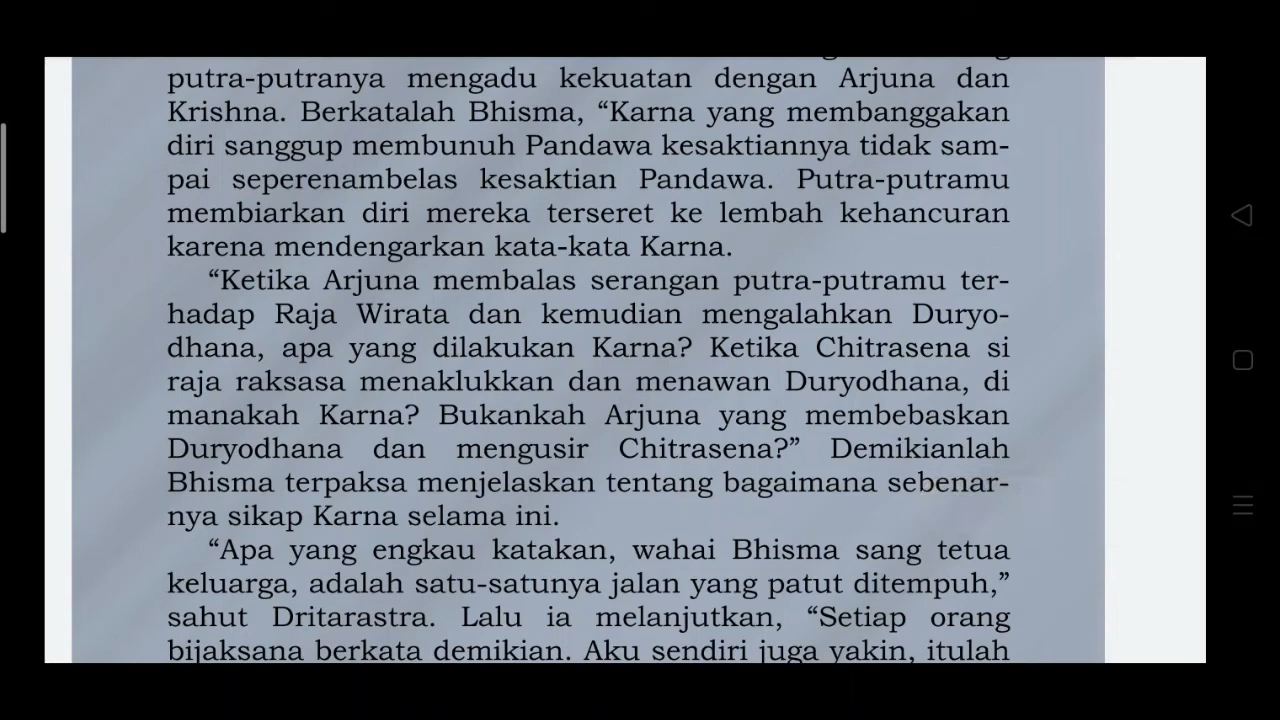 putra-putranya mengadu kekuatan dengan Arjuna dan
Krishna. Berkatalah Bhisma, “Karna yang membanggakan
diri sanggup membunuh Pandawa kesaktiannya tidak sam-
pai seperenambelas kesaktian Pandawa. Putra-putramu
membiarkan diri mereka terseret ke lembah kehancuran
karena mendengarkan kata-kata Karna.
“Ketika Arjuna membalas serangan putra-putramu ter-
hadap Raja Wirata dan kemudian mengalahkan Duryo-
dhana, apa yang dilakukan Karna? Ketika Chitrasena si
raja raksasa menaklukkan dan menawan Duryodhana, di
manakah Karna? Bukankah Arjuna yang membebaskan
Duryodhana dan mengusir Chitrasena?” Demikianlah
Bhisma terpaksa menjelaskan tentang bagaimana sebenar-
nya sikap Karna selama ini.
“Apa yang engkau katakan, wahai Bhisma sang tetua
keluarga, adalah satu-satunya jalan yang patut ditempuh,”
sahut Dritarastra. Lalu ia melanjutkan, “Setiap orang
bijaksana berkata demikian. Aku sendiri juga yakin, itulah